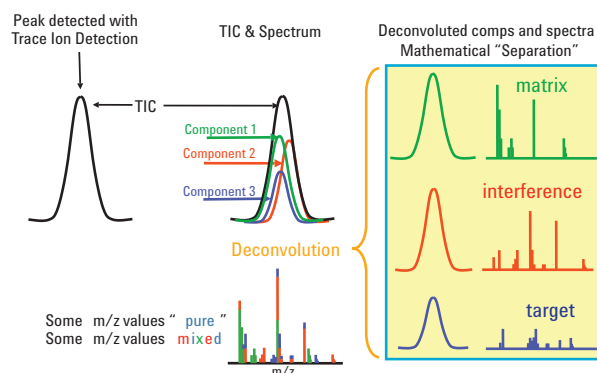 Peak detected with
Trace Ion Detection
TIC
TIC & Spectrum
Component 1
Component 2
Component 3
Deconvolution
Some m/z values " pure "
Some m/z values mixed
m/z
Deconvoluted comps and spectra
Mathematical "Separation"
matrix
interference
target